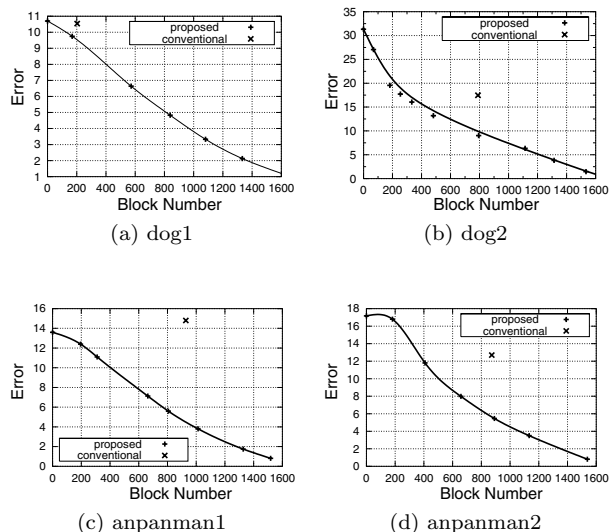 11
10
9
8
7
6
5
4
3
2
1
Error
proposed
conventional
0 200 400 600 800 1000 1200 1400 1600
Block Number
(a) dog1
35
30
25
20
15
10
5
0
Error
proposed
conventional
0 200 400 600 800 1000 1200 1400 1600
Block Number
(b) dog2
16
14
12
10
8
6
4
2
0
Error
proposed
conventional
0 200 400 600 800 1000 1200 1400 1600
Block Number
(c) anpanman1
18
16
14
12
10
8
6
4
2
0
Error
proposed
conventional
0 200 400 600 800 1000 1200 1400 1600
Block Number
(d) anpanman2